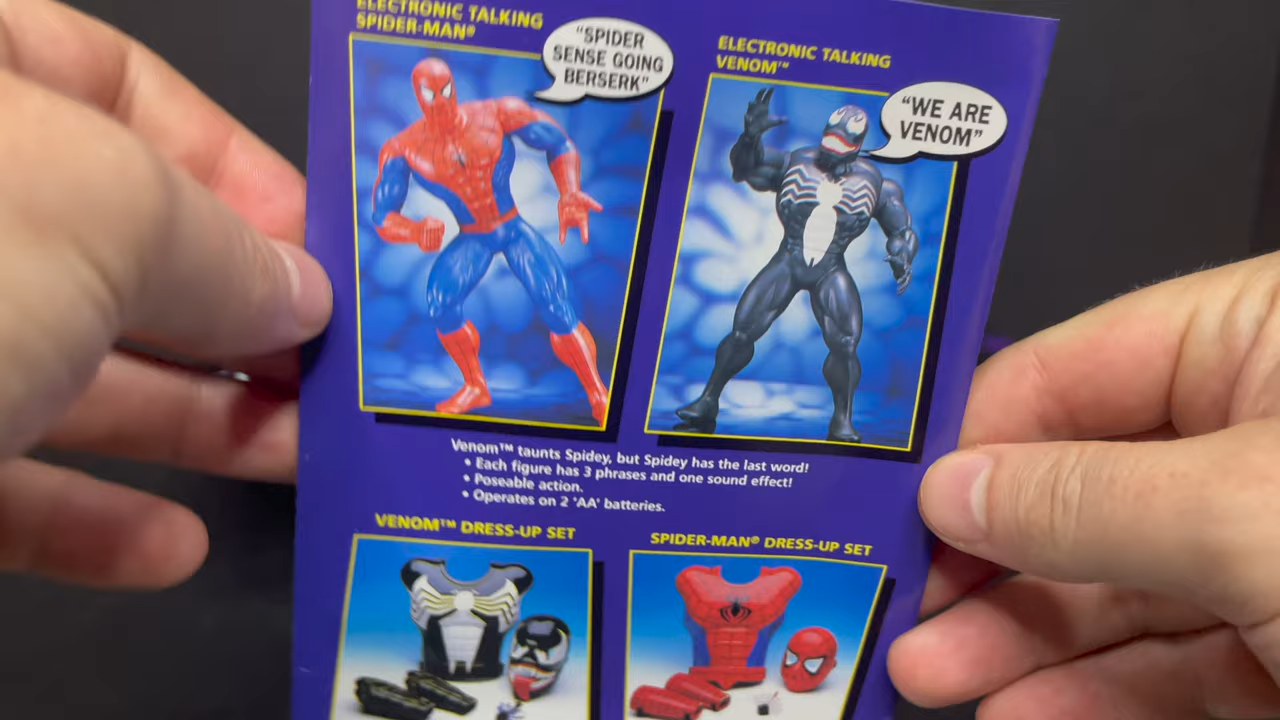 ELECTRONIC TALKING
SPIDER-MAN®
"SPIDER
SENSE GOING
BERSERK"
ELECTRONIC TALKING
VENOM™
"WE ARE
VENOM"
Venom™ taunts Spidey, but Spidey has the last word!
• Each figure has 3 phrases and one sound effect!
• Poseable action.
• Operates on 2 'AA' batteries.
VENOM™ DRESS-UP SET
SPIDER-MAN® DRESS-UP SET